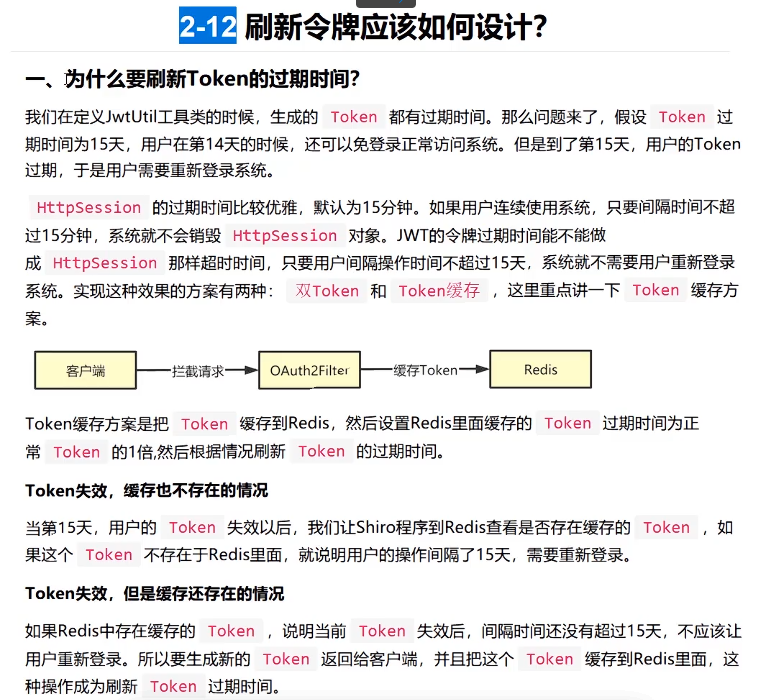 2-12 刷新令牌应该如何设计？
一、为什么要刷新Token的过期时间？
我们在定义JwtUtil工具类的时候，生成的 Token 都有过期时间。那么问题来了，假设 Token 过
期时间为15天，用户在第14天的时候，还可以免登录正常访问系统。但是到了第15天，用户的Token
过期，于是用户需要重新登录系统。
HttpSession 的过期时间比较优雅，默认为15分钟。如果用户连续使用系统，只要间隔时间不超
过15分钟，系统就不会销毁 HttpSession 对象。JWT的令牌过期时间能不能做
成 HttpSession 那样超时时间，只要用户间隔操作时间不超过15天，系统就不需要用户重新登录
系统。实现这种效果的方案有两种： 双Token 和 Token缓存 ，这里重点讲一下 Token 缓存方
案。
客户端 拦截请求 OAuth2Filter 缓存Token Redis
Token缓存方案是把 Token 缓存到Redis，然后设置Redis里面缓存的 Token 过期时间为正
常 Token 的1倍,然后根据情况刷新 Token 的过期时间。
Token失效，缓存也不存在的情况
当第15天，用户的 Token 失效以后，我们让Shiro程序到Redis查看是否存在缓存的 Token ，如
果这个 Token 不存在于Redis里面，就说明用户的操作间隔了15天，需要重新登录。
Token失效，但是缓存还存在的情况
如果Redis中存在缓存的 Token ，说明当前 Token 失效后，间隔时间还没有超过15天，不应该让
用户重新登录。所以要生成新的 Token 返回给客户端，并且把这个 Token 缓存到Redis里面，这
种操作成为刷新 Token 过期时间。